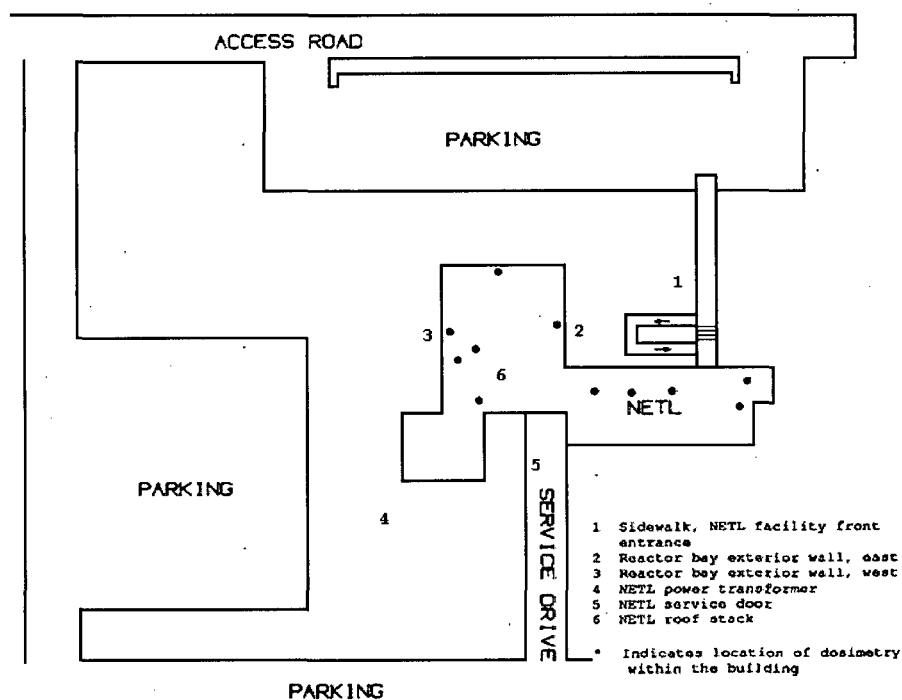 ACCESS ROAD
PARKING
1
3
2
6
NETL
5
PARKING
4
SERVICE DRIVE
1 Sidewalk, NETL facility front
entrance
2 Reactor bay exterior wall, east
3 Reactor bay exterior wall, west
4 NETL power transformer
5 NETL service door
6 NETL roof stack
• Indicates location of dosimetry
within the building
PARKING